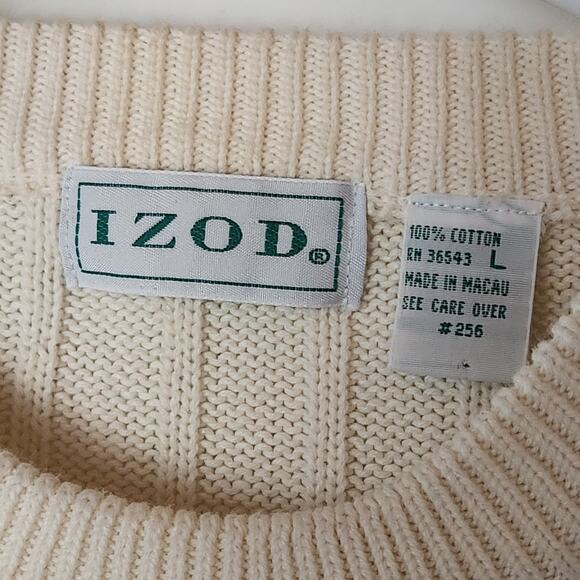 IZOD®
100% COTTON
RN 36543 L
MADE IN MACAU
SEE CARE OVER
#256